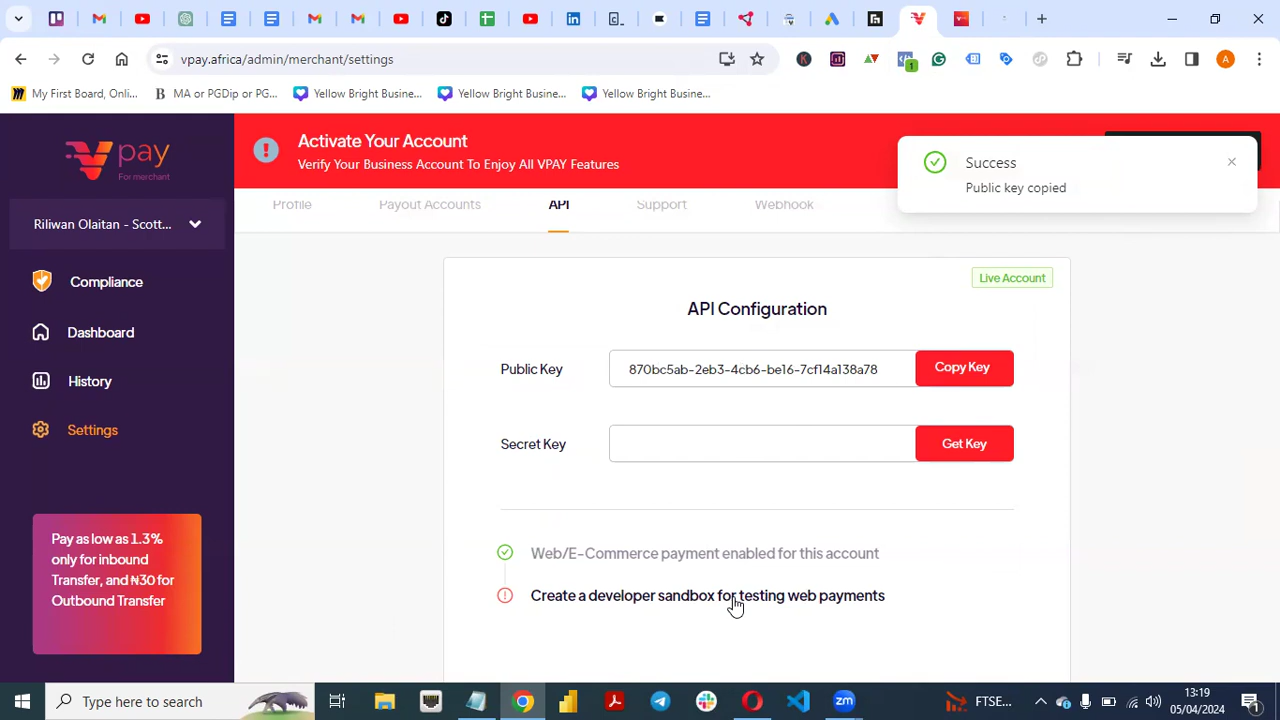 vpay.africa/admin/merchant/settings
1
A
My First Board, Onli...
B
MA or PGDip or PG...
Yellow Bright Busine...
Yellow Bright Busine...
Yellow Bright Busine...
pay
For merchant
Activate Your Account
Verify Your Business Account To Enjoy All VPAY Features
Success
Public key copied
Riliwan Olaitan - Scott...
Profile
Payout Accounts
API
Support
Webhook
Compliance
Dashboard
History
Settings
Live Account
API Configuration
Public Key
870bc5ab-2eb3-4cb6-be16-7cf14a138a78
Copy Key
Secret Key
Get Key
Web/E-Commerce payment enabled for this account
Create a developer sandbox for testing web payments
Pay as low as 1.3%
only for inbound
Transfer, and ₦30 for
Outbound Transfer
Type here to search
zm
FTSE...
13:19
05/04/2024
1